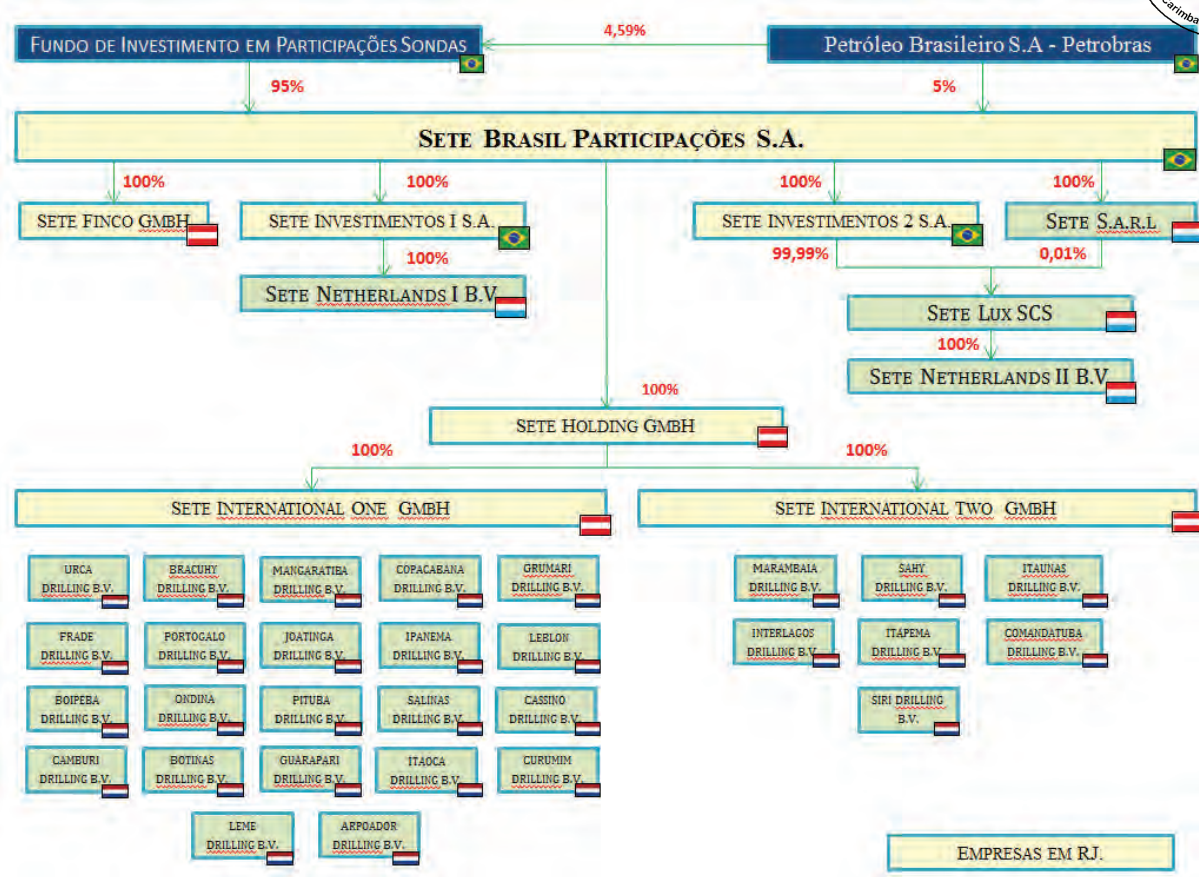 Carimba
4,59%
FUNDO DE INVESTIMENTO EM PARTICIPAÇÕES SONDAS
Petróleo Brasileiro S.A - Petrobras
95%
5%
SETE BRASIL PARTICIPAÇÕES S.A.
100%
100%
100%
100%
SETE FINCO GMBH
SETE INVESTIMENTOS I S.A.
SETE INVESTIMENTOS 2 S.A.
SETE S.A.R.L
100%
99,99%
0,01%
SETE NETHERLANDS I B.V
SETE LUX SCS
100%
SETE NETHERLANDS II B.V
100%
SETE HOLDING GMBH
100%
100%
SETE INTERNATIONAL ONE GMBH
SETE INTERNATIONAL TWO GMBH
URCA
DRILLING B.V.
BRACUHY
DRILLING B.V.
MANGARATIBA
DRILLING B.V.
COPACABANA
DRILLING B.V.
GRUMARI
DRILLING B.V.
MARAMBAIA
DRILLING B.V.
SAHY
DRILLING B.V.
ITAUNAS
DRILLING B.V.
FRADE
DRILLING B.V.
PORTOGALO
DRILLING B.V.
JOATINGA
DRILLING B.V.
IPANEMA
DRILLING B.V.
LEBLON
DRILLING B.V.
INTERLAGOS
DRILLING B.V.
ITAPEMA
DRILLING B.V.
COMANDATUBA
DRILLING B.V.
BOIPEBA
DRILLING B.V.
ONDINA
DRILLING B.V.
PITUBA
DRILLING B.V.
SALINAS
DRILLING B.V.
CASSINO
DRILLING B.V.
SIRI DRILLING
B.V.
CAMBURI
DRILLING B.V.
BOTINAS
DRILLING B.V.
GUARAPARI
DRILLING B.V.
ITAOCA
DRILLING B.V.
CURUMIM
DRILLING B.V.
LEME
DRILLING B.V.
ARPOADOR
DRILLING B.V.
EMPRESAS EM RJ.